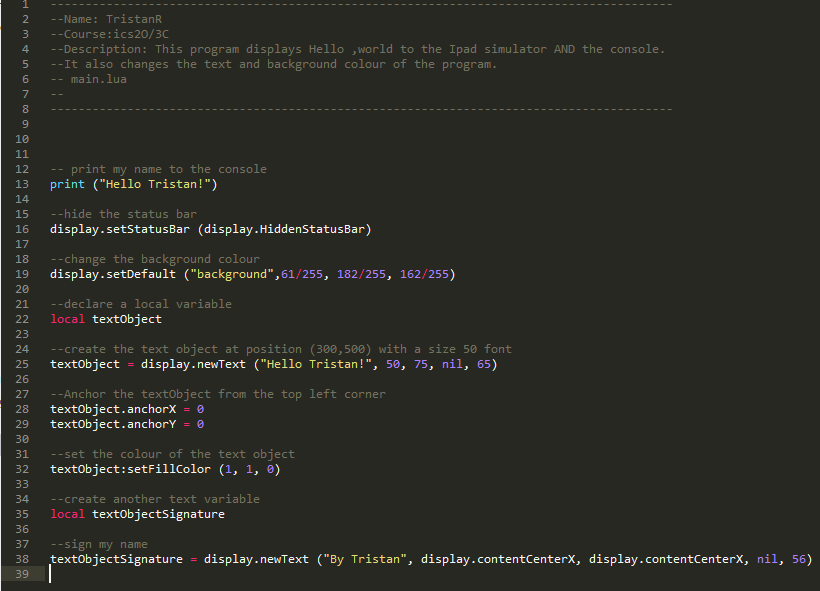 1 -----------------------------------------------------------------------------------------
2 --Name: TristanR
3 --Course:ics2O/3C
4 --Description: This program displays Hello ,world to the Ipad simulator AND the console.
5 --It also changes the text and background colour of the program.
6 -- main.lua
7 --
8 -----------------------------------------------------------------------------------------
9
10
11
12 -- print my name to the console
13 print ("Hello Tristan!")
14
15 --hide the status bar
16 display.setStatusBar (display.HiddenStatusBar)
17
18 --change the background colour
19 display.setDefault ("background",61/255, 182/255, 162/255)
20
21 --declare a local variable
22 local textObject
23
24 --create the text object at position (300,500) with a size 50 font
25 textObject = display.newText ("Hello Tristan!", 50, 75, nil, 65)
26
27 --Anchor the textObject from the top left corner
28 textObject.anchorX = 0
29 textObject.anchorY = 0
30
31 --set the colour of the text object
32 textObject:setFillColor (1, 1, 0)
33
34 --create another text variable
35 local textObjectSignature
36
37 --sign my name
38 textObjectSignature = display.newText ("By Tristan", display.contentCenterX, display.contentCenterX, nil, 56)
39